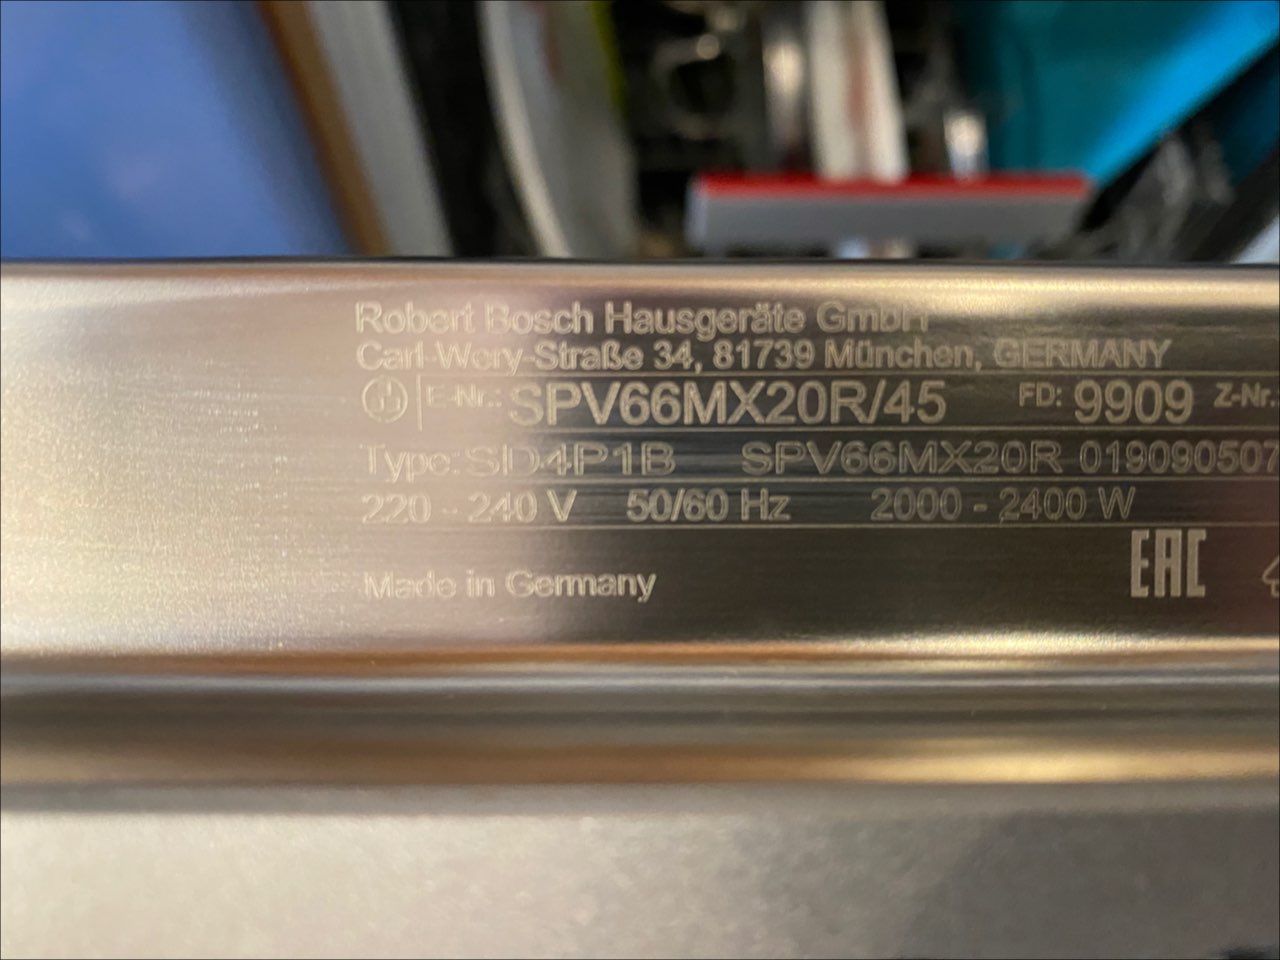 Robert Bosch Hausgeräte GmbH
Carl-Wery-Straße 34, 81739 München, GERMANY
E-Nr.: SPV66MX20R/45 FD: 9909 Z-Nr.:
Type: SD4P1B SPV66MX20R 019090507
220 - 240 V 50/60 Hz 2000 - 2400 W
EAC
Made in Germany